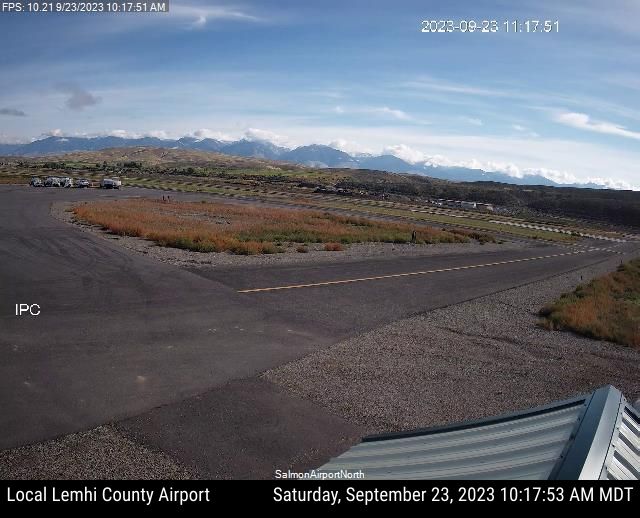 FPS: 10.21 9/23/2023 10:17:51 AM
2023-09-23 11:17:51
IPC
SalmonAirportNorth
Local Lemhi County Airport Saturday, September 23, 2023 10:17:53 AM MDT